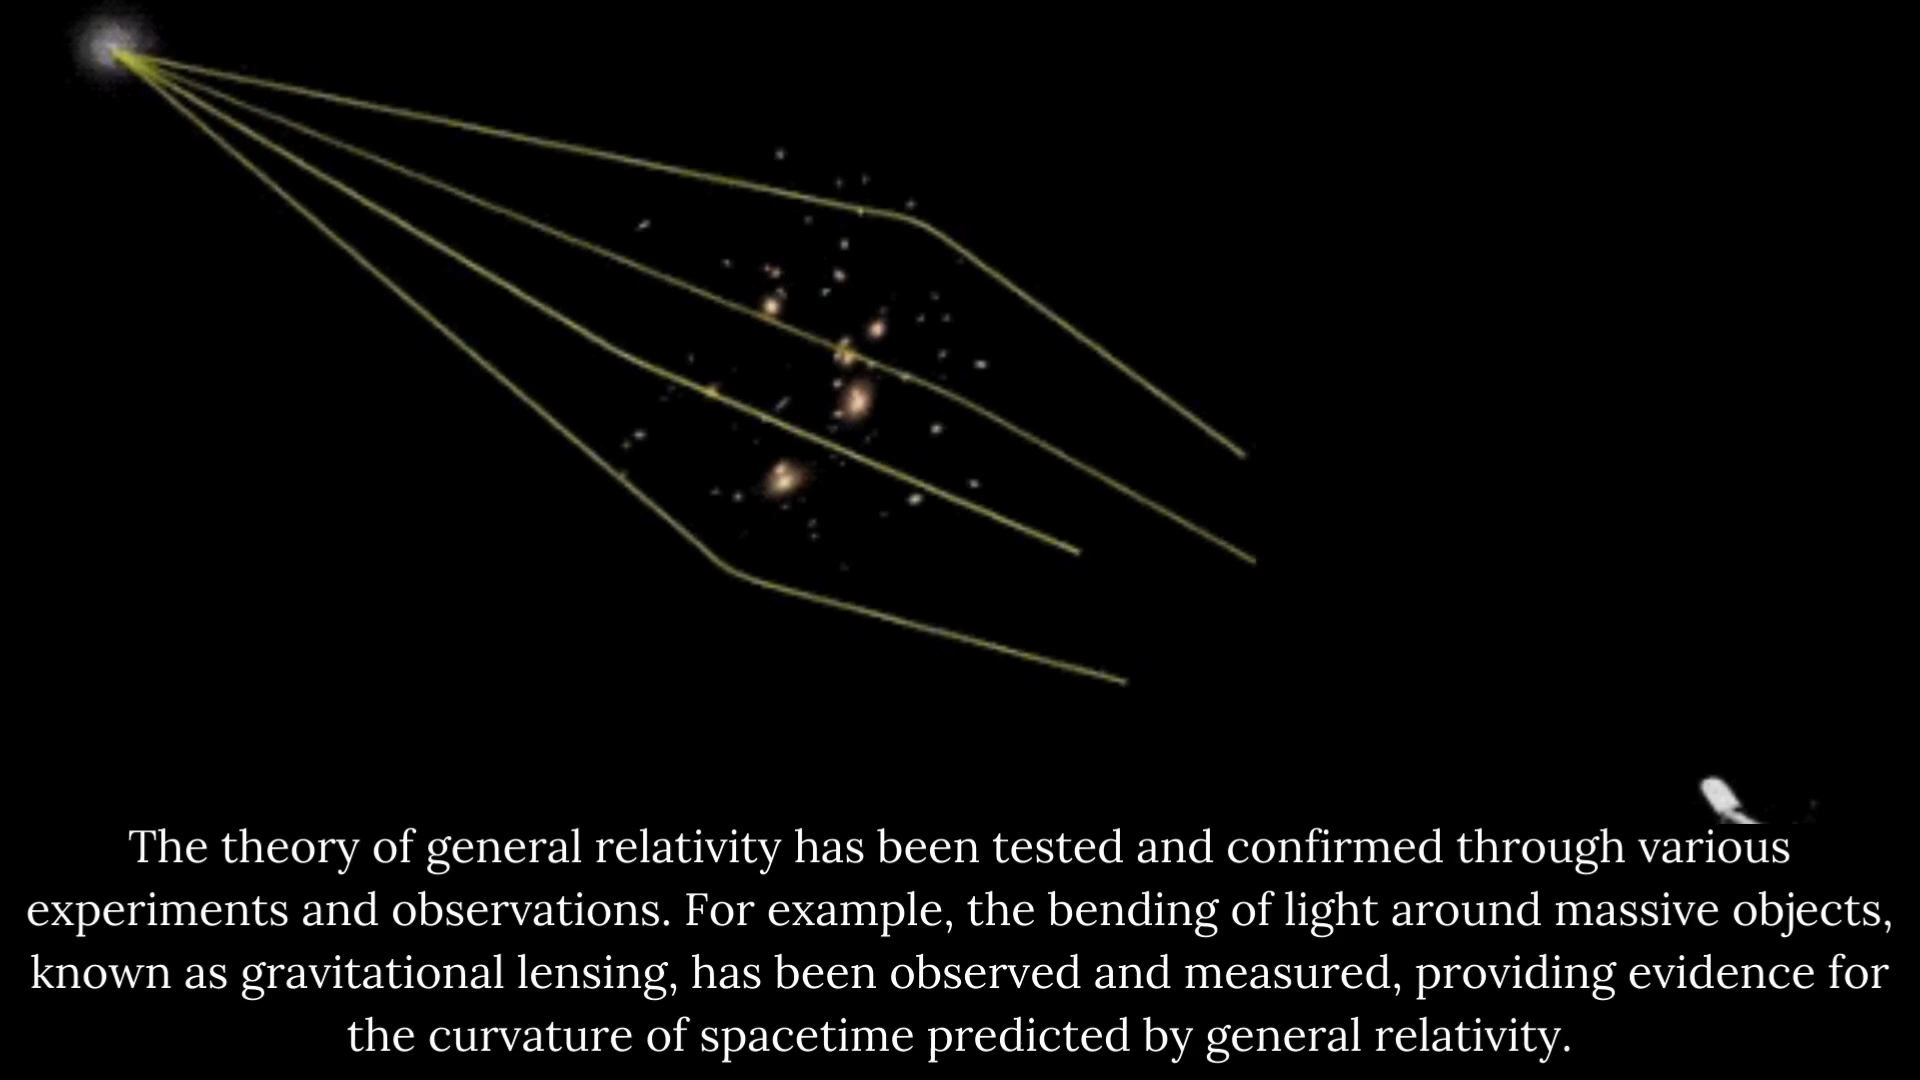 The theory of general relativity has been tested and confirmed through various
experiments and observations. For example, the bending of light around massive objects,
known as gravitational lensing, has been observed and measured, providing evidence for
the curvature of spacetime predicted by general relativity.